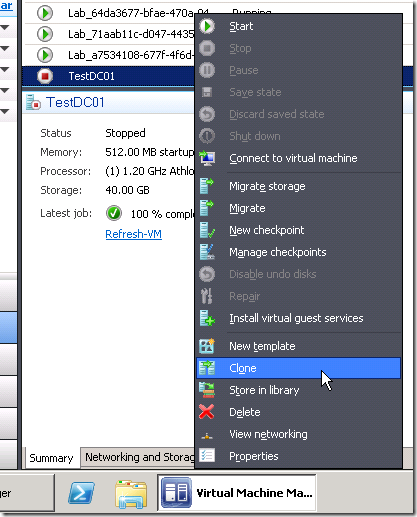 ar
Lab_64da3677-bfae-470a-94 Running
Lab_71aab11c-d047-4435
Lab_a7534108-677f-4f6d-
TestDC01
TestDC01
Status Stopped
Memory: 512.00 MB startup
Processor: (1) 1.20 GHz Athlo
Storage: 40.00 GB
Latest job: 100 % comple
Refresh-VM
Start
Stop
Pause
Save state
Discard saved state
Shut down
Connect to virtual machine
Migrate storage
Migrate
New checkpoint
Manage checkpoints
Disable undo disks
Repair
Install virtual guest services
New template
Clone
Store in library
Delete
View networking
Properties
Summary Networking and Storag
ger
Virtual Machine Ma...